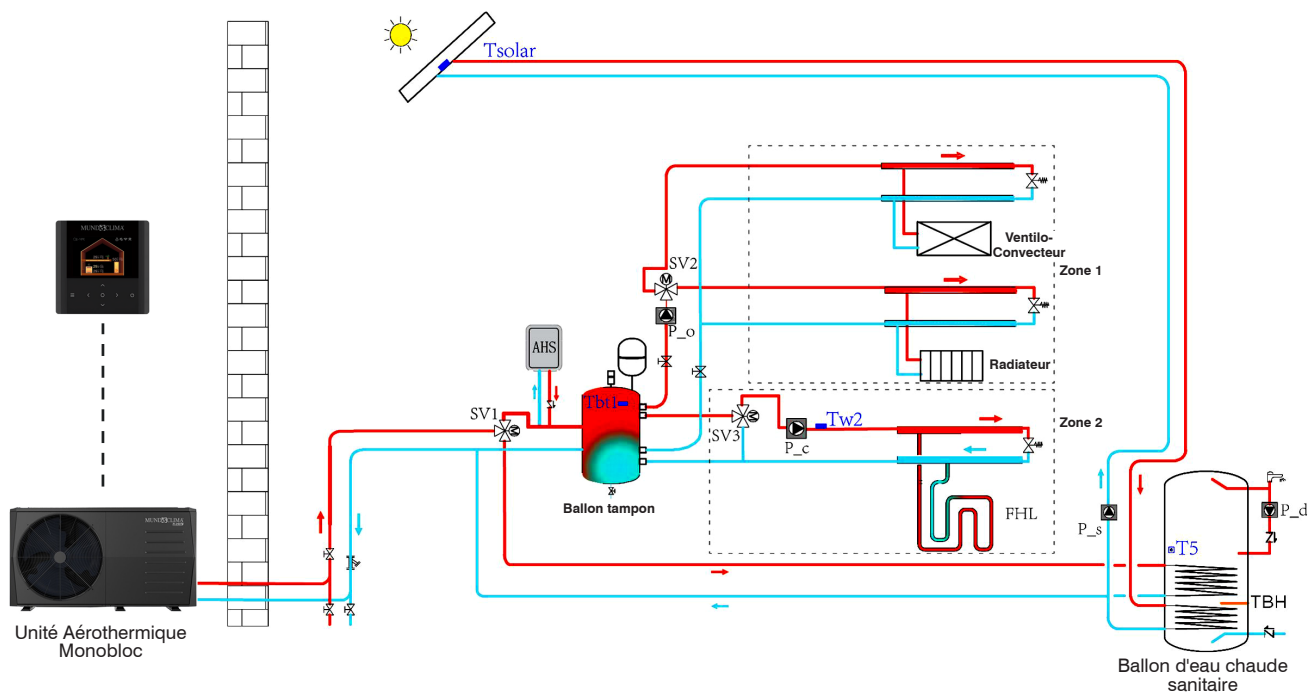 Tsolar
MUNDOCLIMA
SV2
Ventilo-
Convecteur
Zone 1
P_o
AHS
Radiateur
Tbt1
SV1
Tw2
Zone 2
SV3
P_c
Ballon tampon
MUNDOCLIMA
FHL
P_s
P_d
T5
TBH
Unité Aérothermique
Monobloc
Ballon d'eau chaude
sanitaire
M
M
M